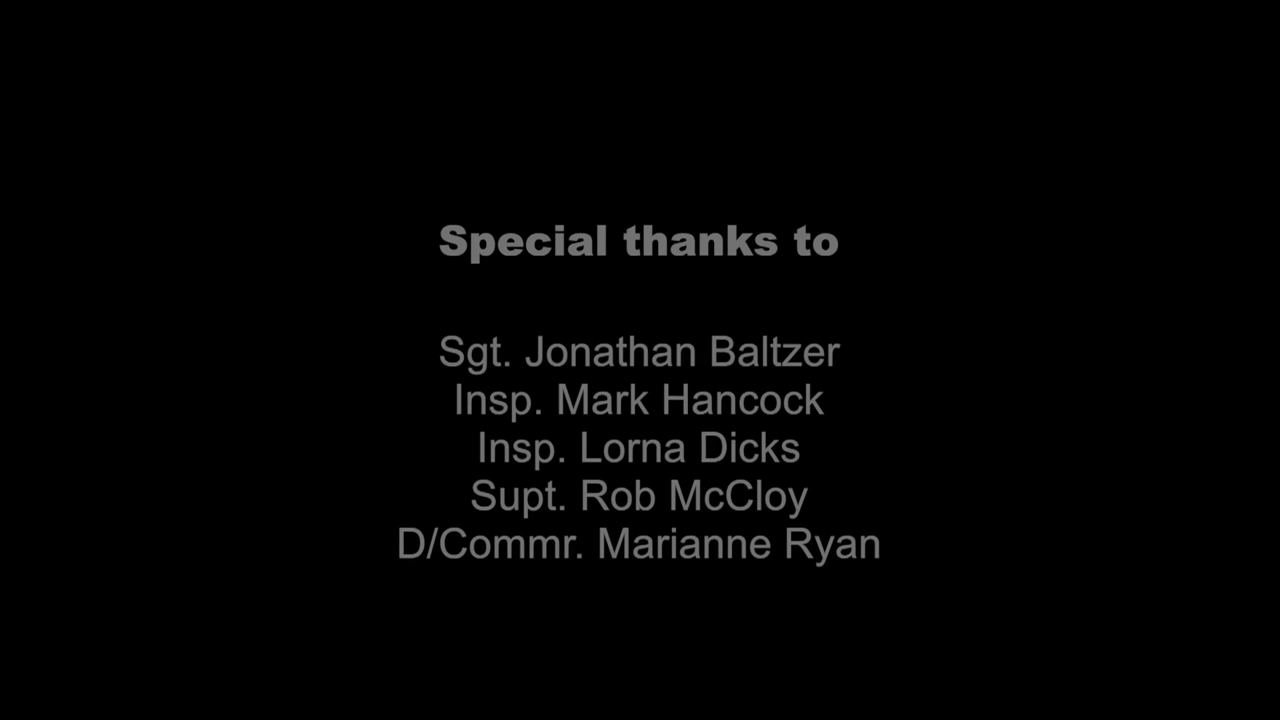 Special thanks to
Sgt. Jonathan Baltzer
Insp. Mark Hancock
Insp. Lorna Dicks
Supt. Rob McCloy
D/Commr. Marianne Ryan